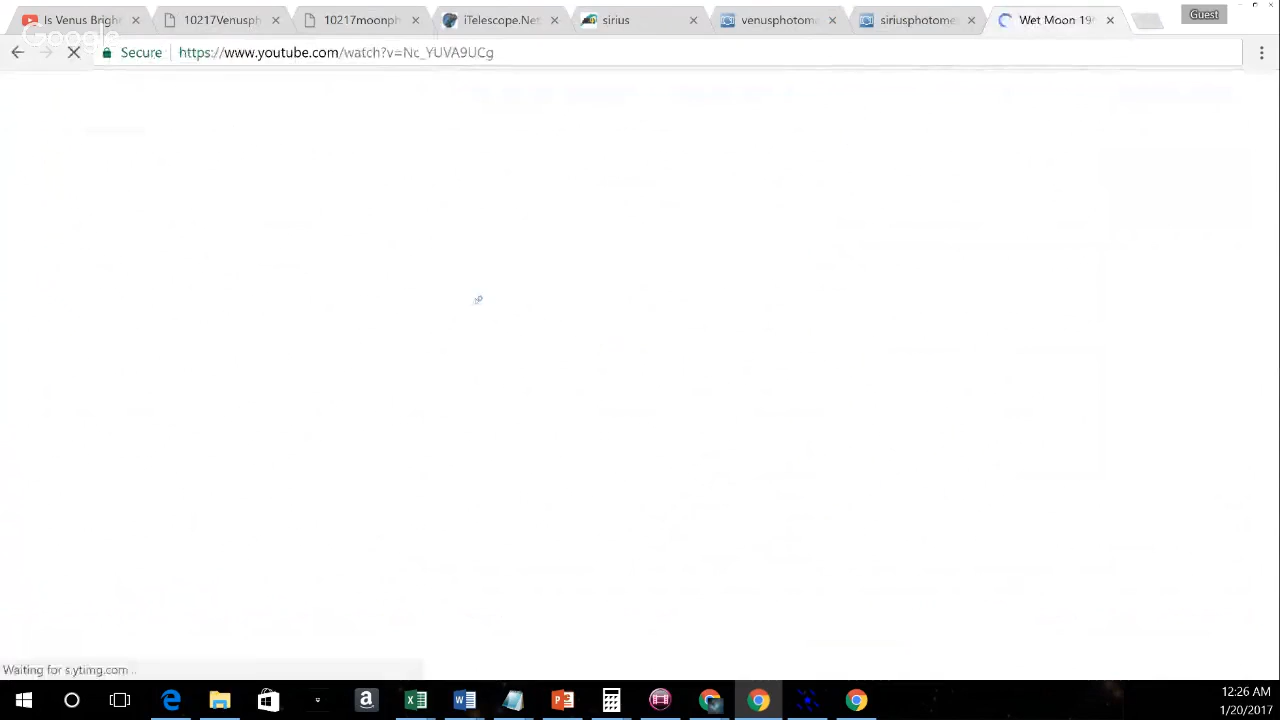 Is Venus Brigh
10217Venusph
10217moonph
iTelescope.Net
sirius
venusphotome
siriusphotome
Wet Moon 19
Guest
Google
Secure
https://www.youtube.com/watch?v=Nc_YUVA9UCg
Waiting for s.ytimg.com...
12:26 AM
1/20/2017